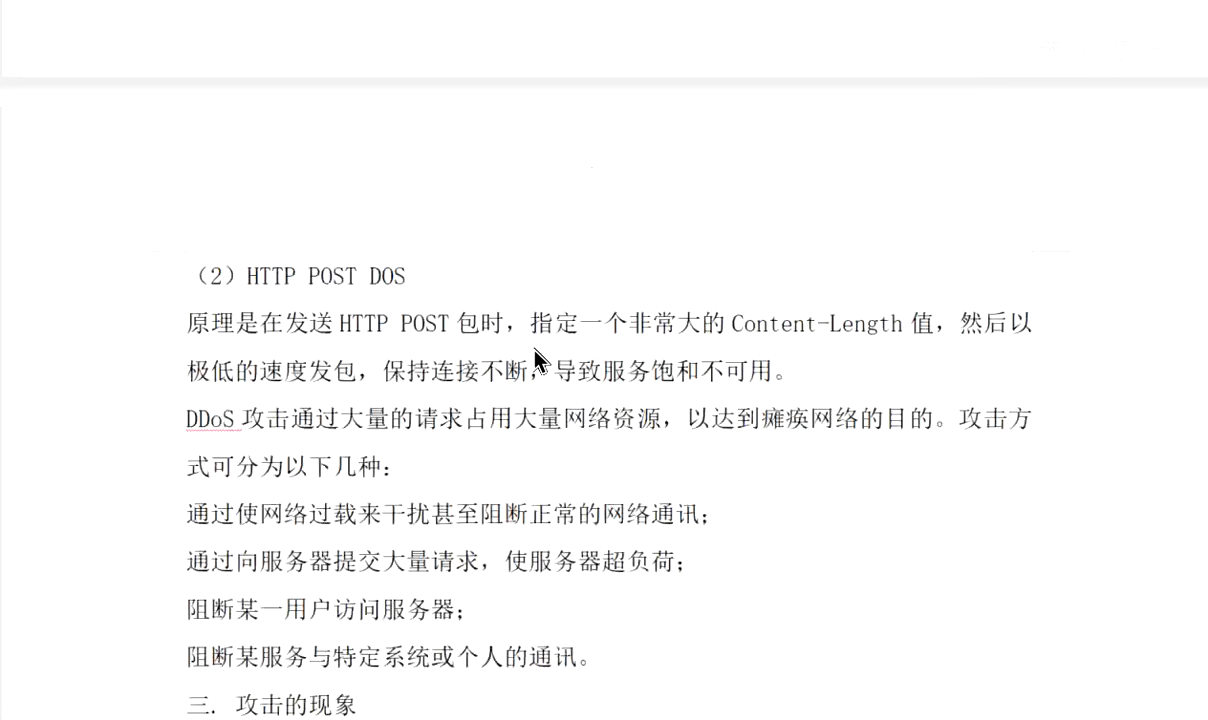 （2）HTTP POST DOS
原理是在发送 HTTP POST 包时，指定一个非常大的 Content-Length 值，然后以
极低的速度发包，保持连接不断，导致服务饱和不可用。
DDoS 攻击通过大量的请求占用大量网络资源，以达到瘫痪网络的目的。攻击方
式可分为以下几种：
通过使网络过载来干扰甚至阻断正常的网络通讯；
通过向服务器提交大量请求，使服务器超负荷；
阻断某一用户访问服务器；
阻断某服务与特定系统或个人的通讯。
三. 攻击的现象